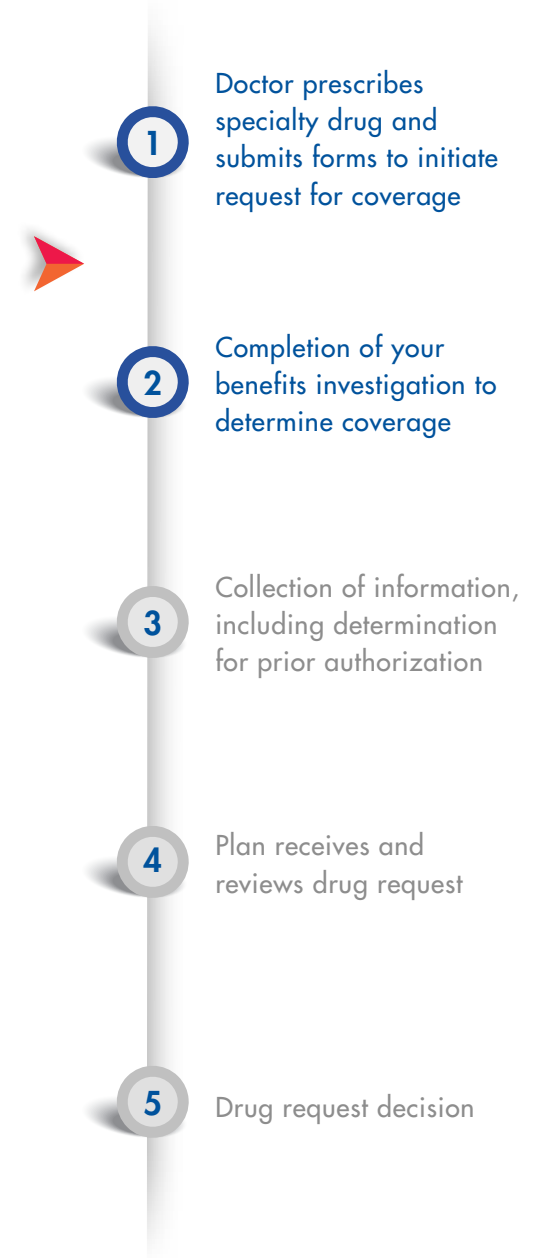 1
Doctor prescribes
specialty drug and
submits forms to initiate
request for coverage
2
Completion of your
benefits investigation to
determine coverage
3
Collection of information,
including determination
for prior authorization
4
Plan receives and
reviews drug request
5
Drug request decision